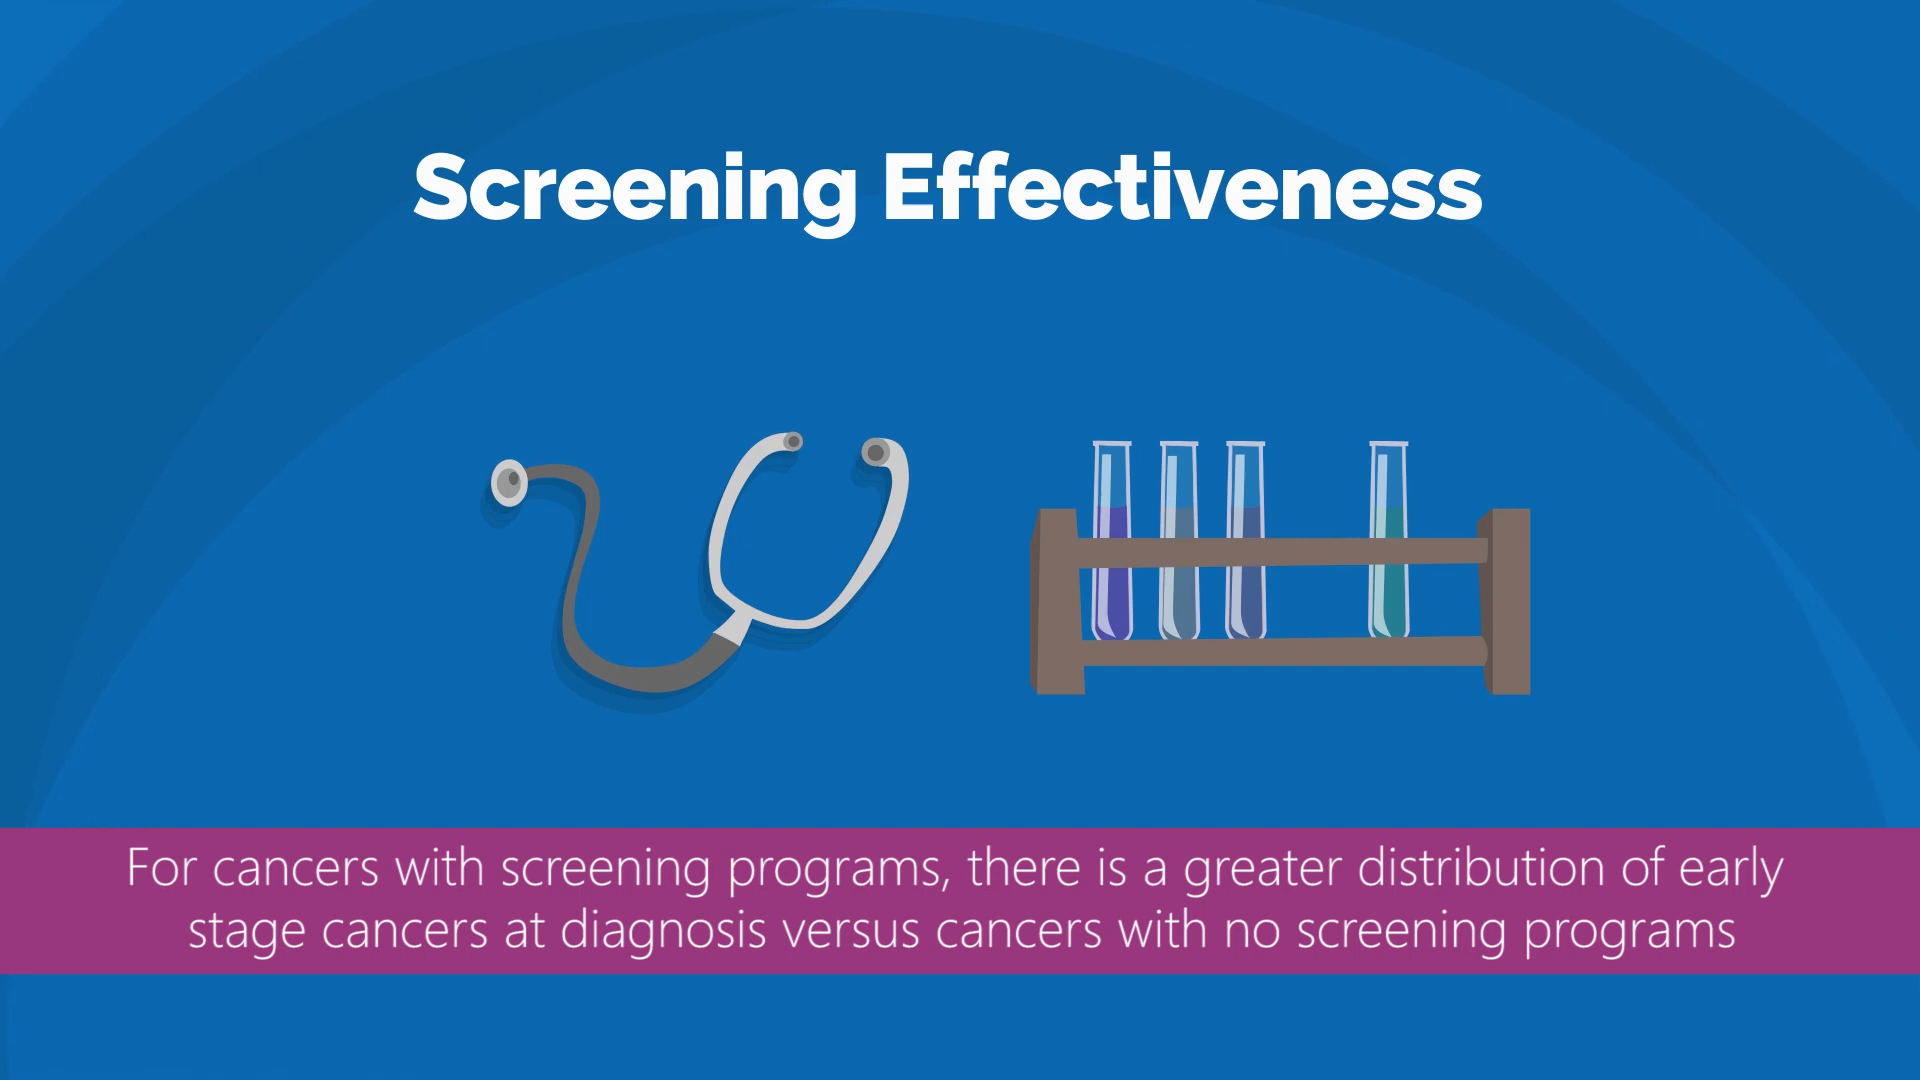 Screening Effectiveness
For cancers with screening programs, there is a greater distribution of early
stage cancers at diagnosis versus cancers with no screening programs